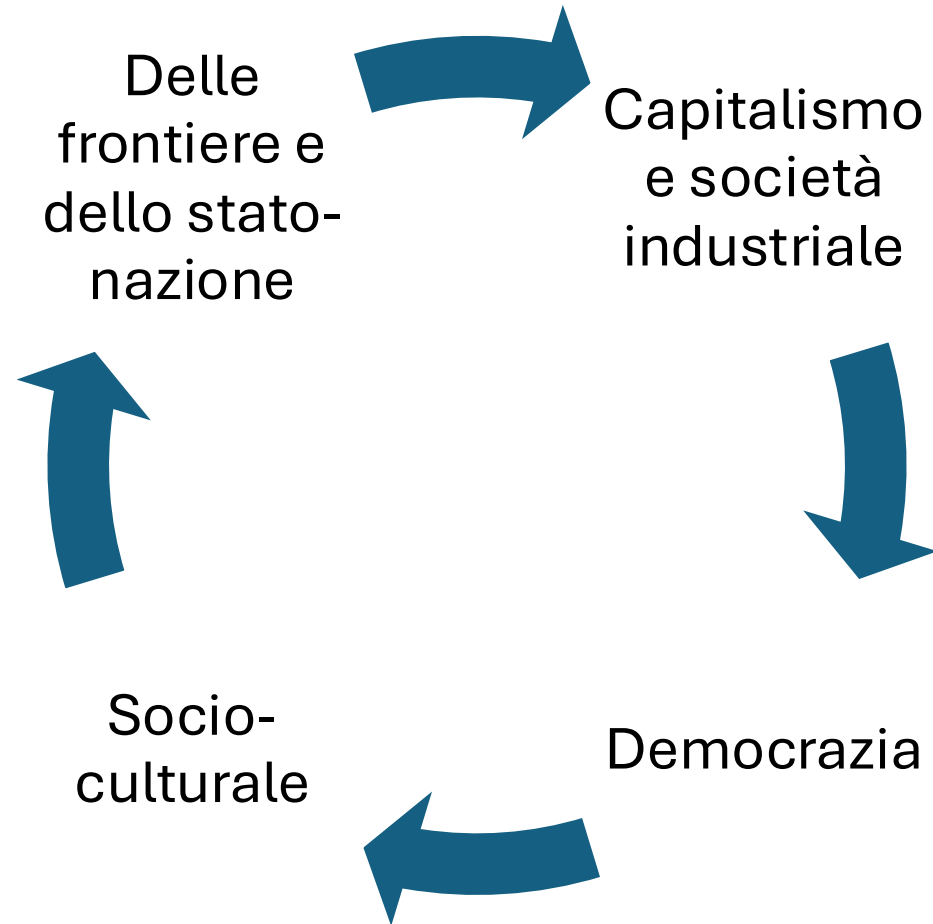 Delle
frontiere e
dello stato-
nazione
Capitalismo
e società
industriale
Democrazia
Socio-
culturale